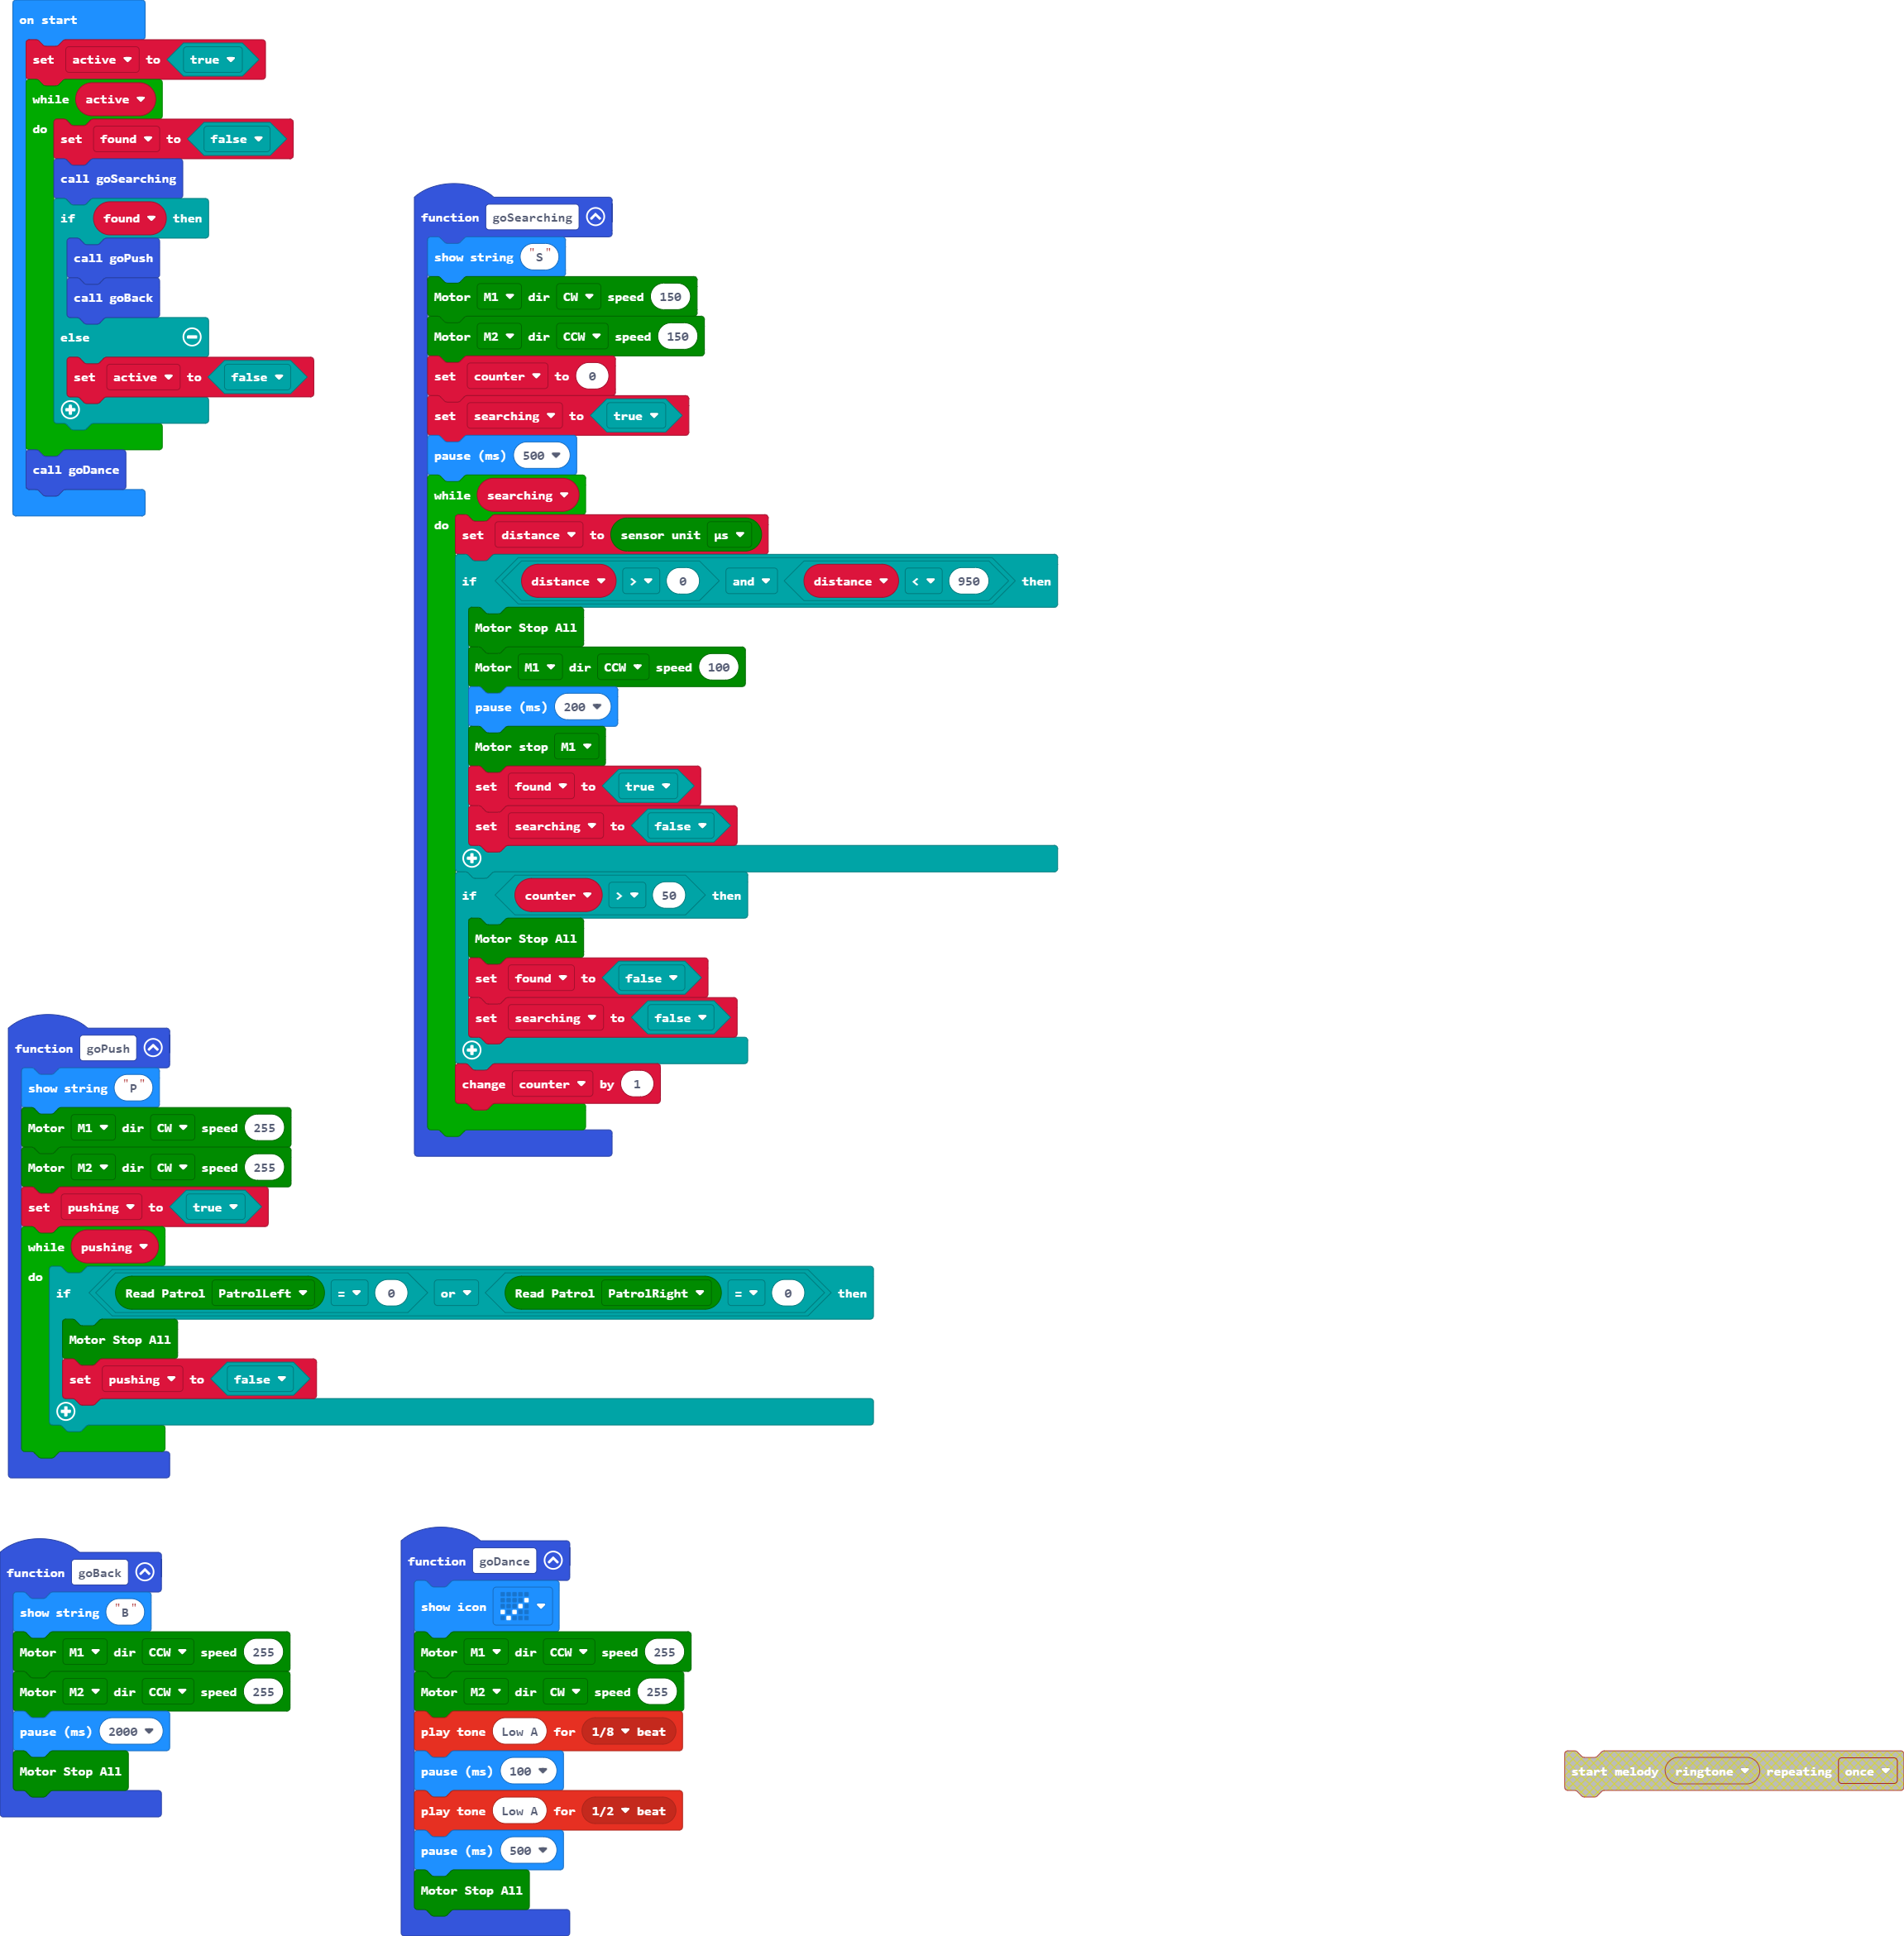 on start
set active to true
while active
do
set found to false
call goSearching
if found then
call goPush
call goBack
else
set active to false
call goDance
function goSearching
show string "S"
Motor M1 dir CW speed 150
Motor M2 dir CCW speed 150
set counter to 0
set searching to true
pause (ms) 500
while searching
do
set distance to sensor unit μs
if distance > 0 and distance < 950 then
Motor Stop All
Motor M1 dir CCW speed 100
pause (ms) 200
Motor stop M1
set found to true
set searching to false
if counter > 50 then
Motor Stop All
set found to false
set searching to false
change counter by 1
function goPush
show string "P"
Motor M1 dir CW speed 255
Motor M2 dir CW speed 255
set pushing to true
while pushing
do
if Read Patrol PatrolLeft = 0 or Read Patrol PatrolRight = 0 then
Motor Stop All
set pushing to false
function goBack
show string "B"
Motor M1 dir CCW speed 255
Motor M2 dir CCW speed 255
pause (ms) 2000
Motor Stop All
function goDance
show icon
Motor M1 dir CCW speed 255
Motor M2 dir CW speed 255
play tone Low A for 1/8 beat
pause (ms) 100
play tone Low A for 1/2 beat
pause (ms) 500
Motor Stop All
start melody ringtone repeating once